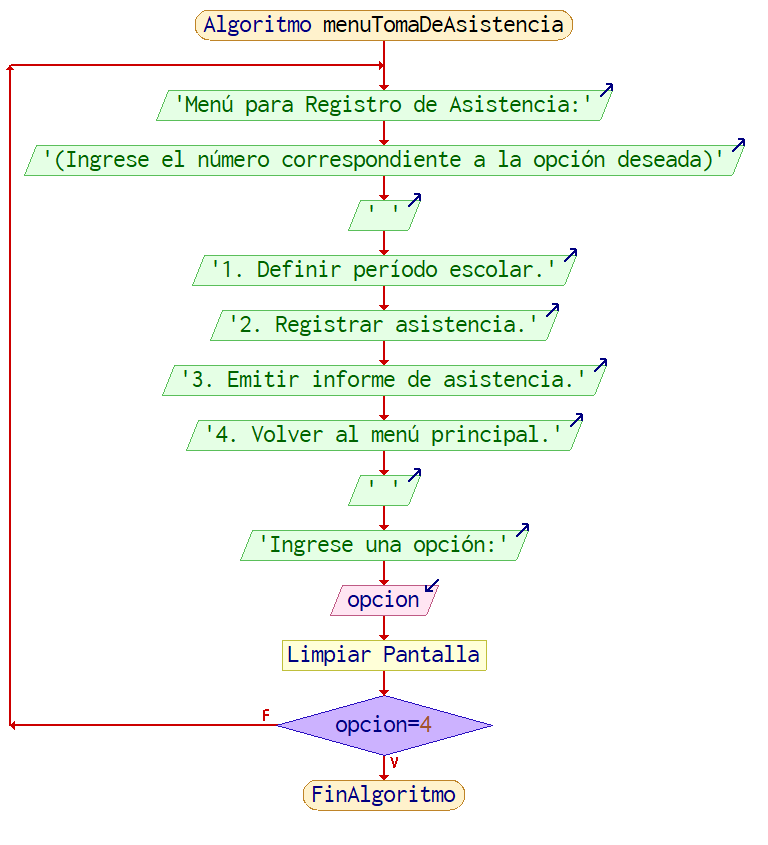 Algoritmo menuTomaDeAsistencia
'Menú para Registro de Asistencia:'
'(Ingrese el número correspondiente a la opción deseada)'
' '
'1. Definir período escolar.'
'2. Registrar asistencia.'
'3. Emitir informe de asistencia.'
'4. Volver al menú principal.'
' '
'Ingrese una opción:'
opcion
Limpiar Pantalla
F
opcion=4
V
FinAlgoritmo